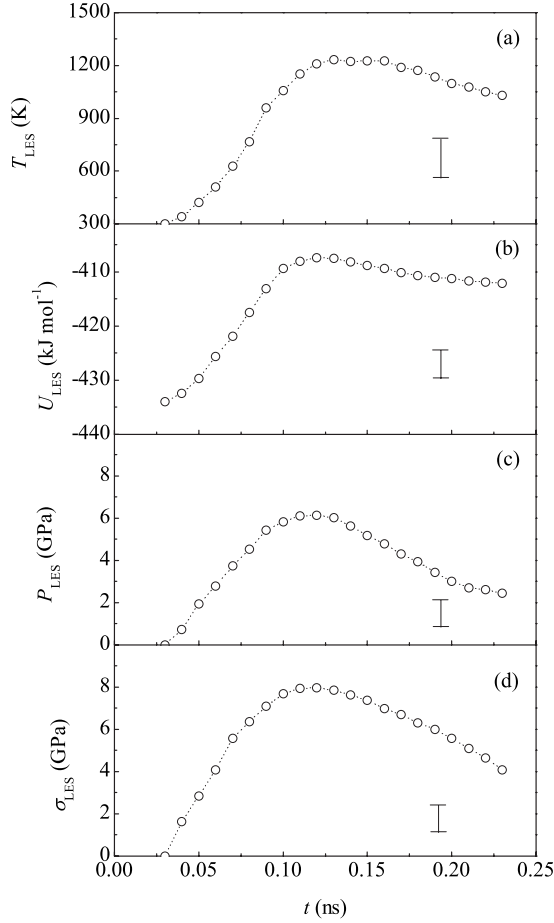 1500
1200
900
600
300
T_LES (K)
(a)
-410
-420
-430
-440
U_LES (kJ mol⁻¹)
(b)
8
6
4
2
0
P_LES (GPa)
(c)
8
6
4
2
0
σ_LES (GPa)
(d)
0.00 0.05 0.10 0.15 0.20 0.25
t (ns)